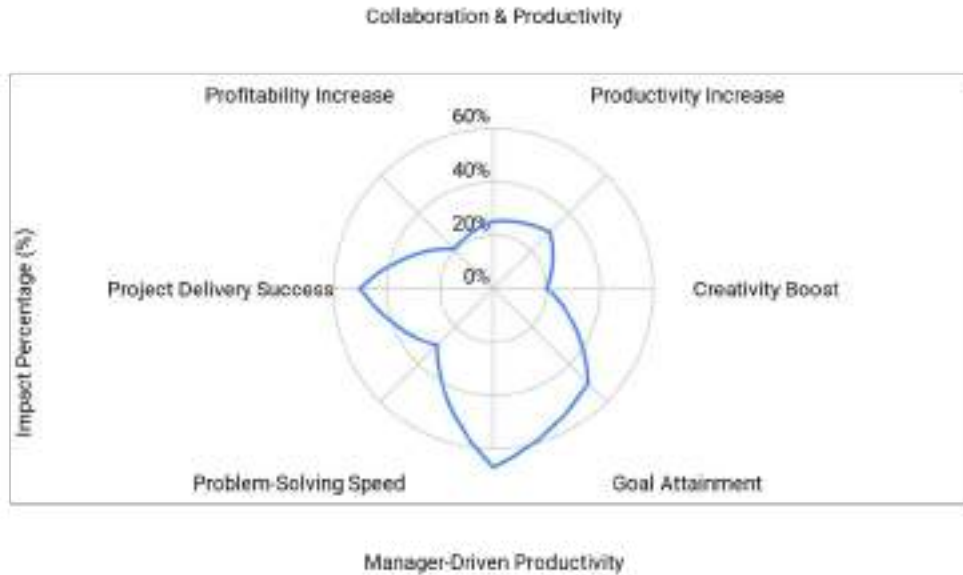 Collaboration & Productivity
Profitability Increase
Productivity Increase
60%
40%
20%
0%
Project Delivery Success
Creativity Boost
Impact Percentage (%)
Problem-Solving Speed
Goal Attainment
Manager-Driven Productivity